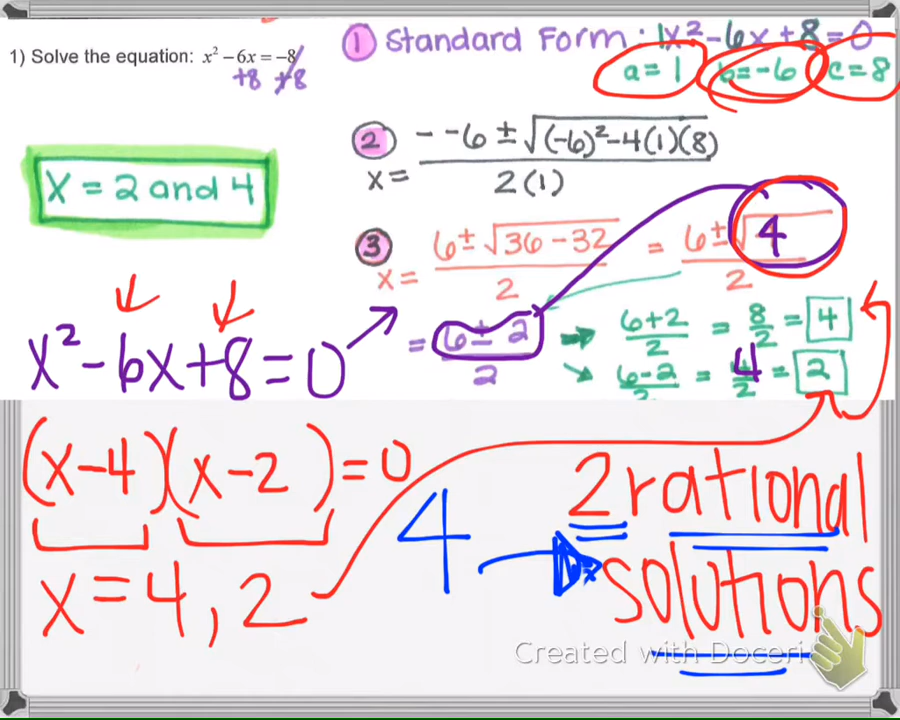 1) Solve the equation: x² – 6x = –8
+8 +8
① Standard Form: 1x² - 6x + 8 = 0
a = 1 b = -6 c = 8
② x = (- -6 ± √((-6)² - 4(1)(8))) / 2(1)
X = 2 and 4
③ x = (6 ± √(36 - 32)) / 2 = (6 ± √4) / 2
= (6 ± 2) / 2 → (6+2)/2 = 8/2 = 4
→ (6-2)/2 = 4/2 = 2
x² - 6x + 8 = 0
(x-4)(x-2) = 0
x = 4, 2
4 → 2 rational
solutions
Created with Doceri